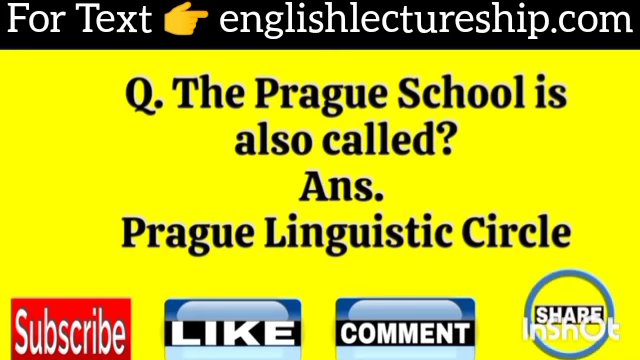 For Text 👉 englishlectureship.com
Q. The Prague School is
also called?
Ans.
Prague Linguistic Circle
Subscribe
LIKE
COMMENT
SHARE
InShOt